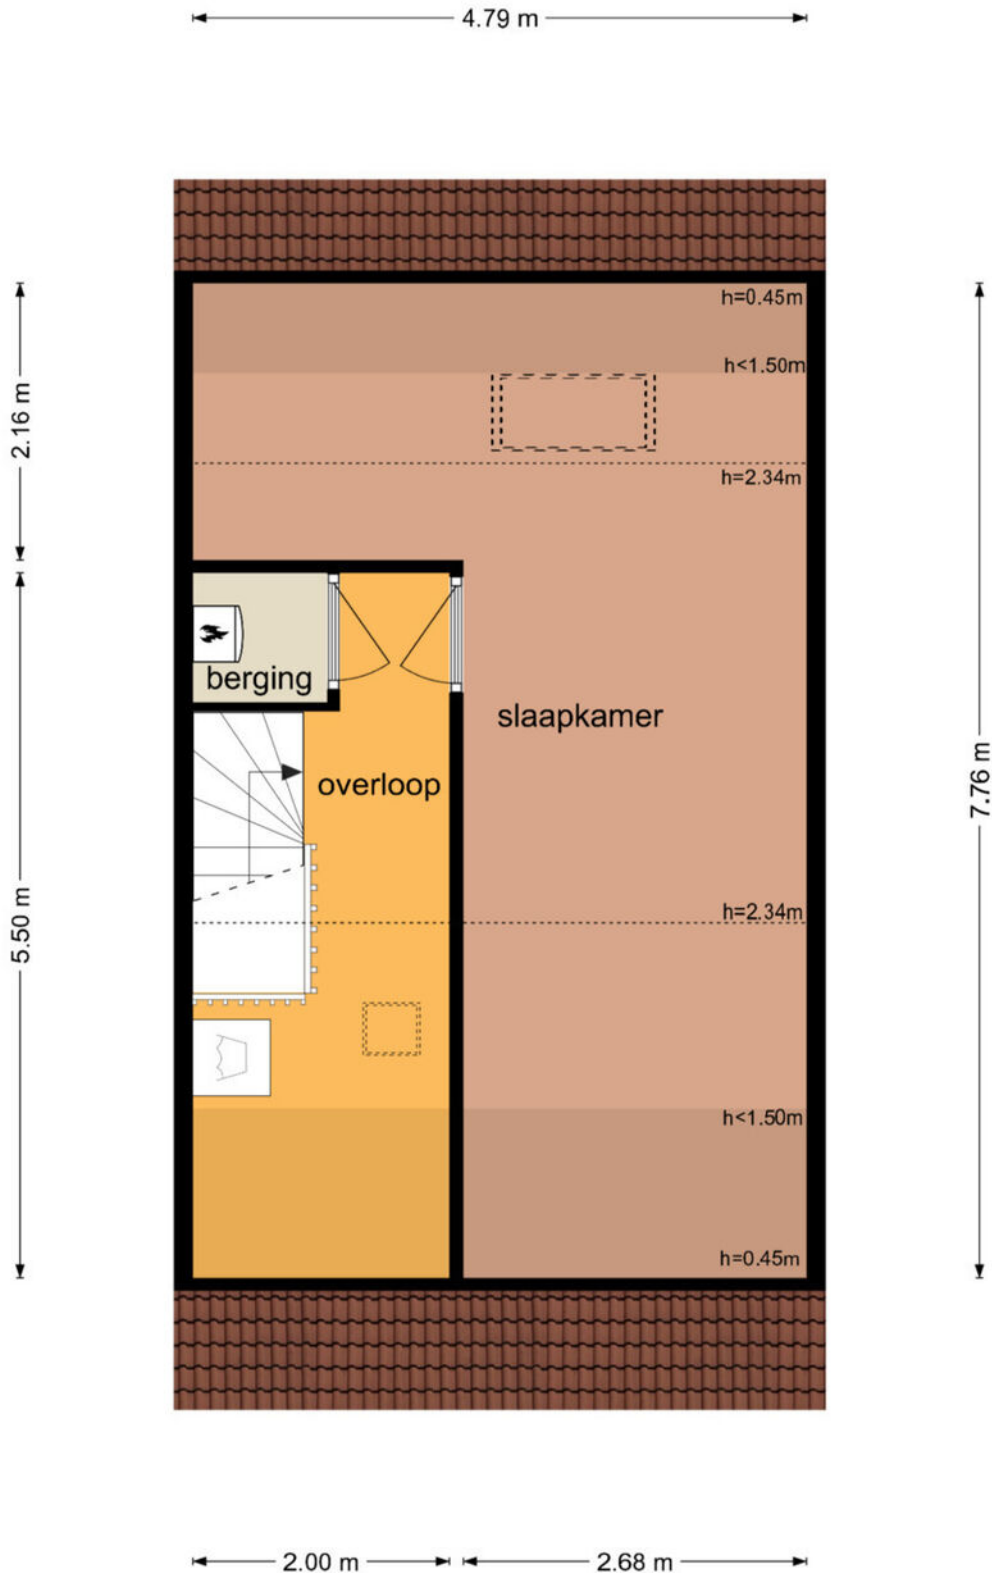 4.79 m
h=0.45m
h<1.50m
2.16 m
h=2.34m
berging
slaapkamer
overloop
7.76 m
h=2.34m
5.50 m
h<1.50m
h=0.45m
2.00 m
2.68 m